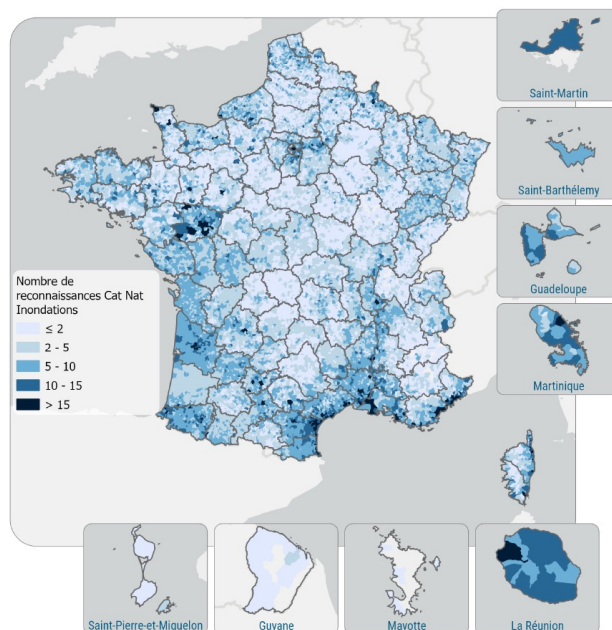 Saint-Martin
Saint-Barthélemy
Guadeloupe
Martinique
Nombre de
reconnaissances Cat Nat
Inondations
≤ 2
2 - 5
5 - 10
10 - 15
> 15
Saint-Pierre-et-Miquelon
Guyane
Mayotte
La Réunion